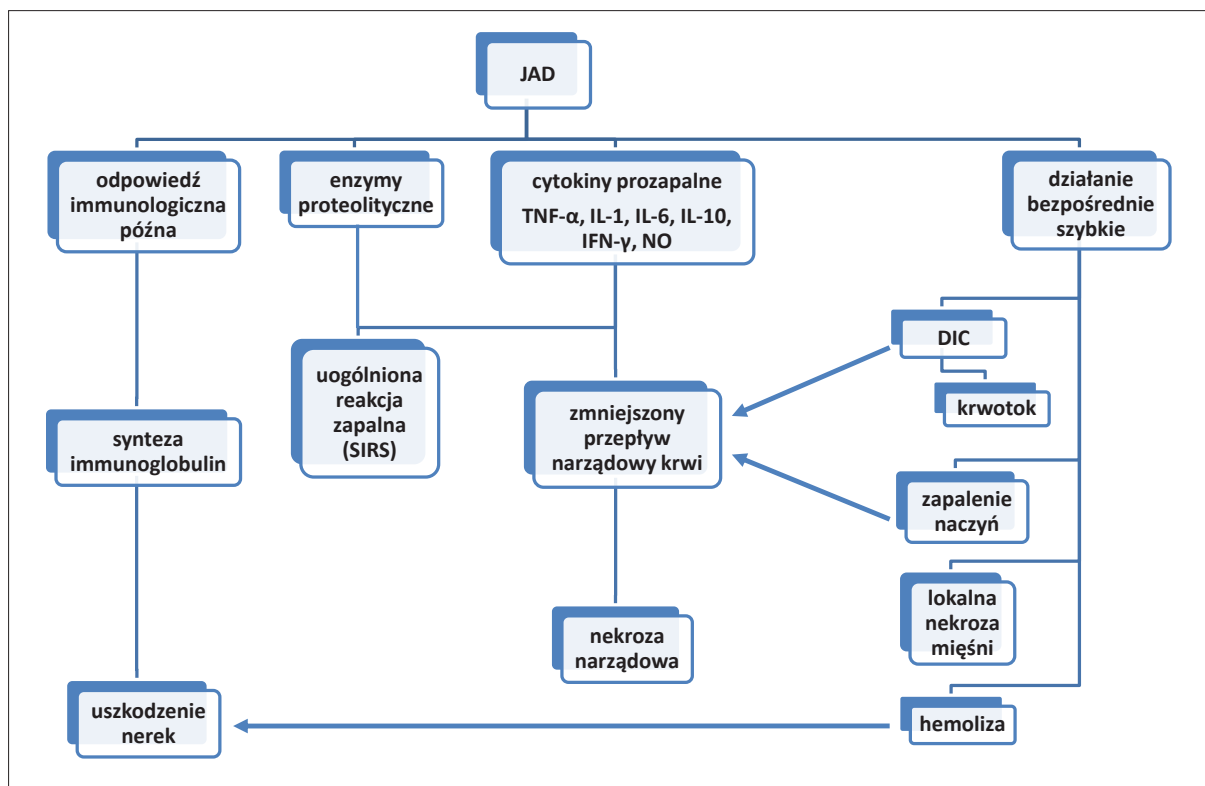 JAD
odpowiedź
immunologiczna
późna
enzymy
proteolityczne
cytokiny prozapalne
TNF-α, IL-1, IL-6, IL-10,
IFN-γ, NO
działanie
bezpośrednie
szybkie
DIC
krwotok
uogólniona
reakcja
zapalna
(SIRS)
zmniejszony
przepływ
narządowy krwi
synteza
immunoglobulin
zapalenie
naczyń
lokalna
nekroza
mięśni
nekroza
narządowa
uszkodzenie
nerek
hemoliza